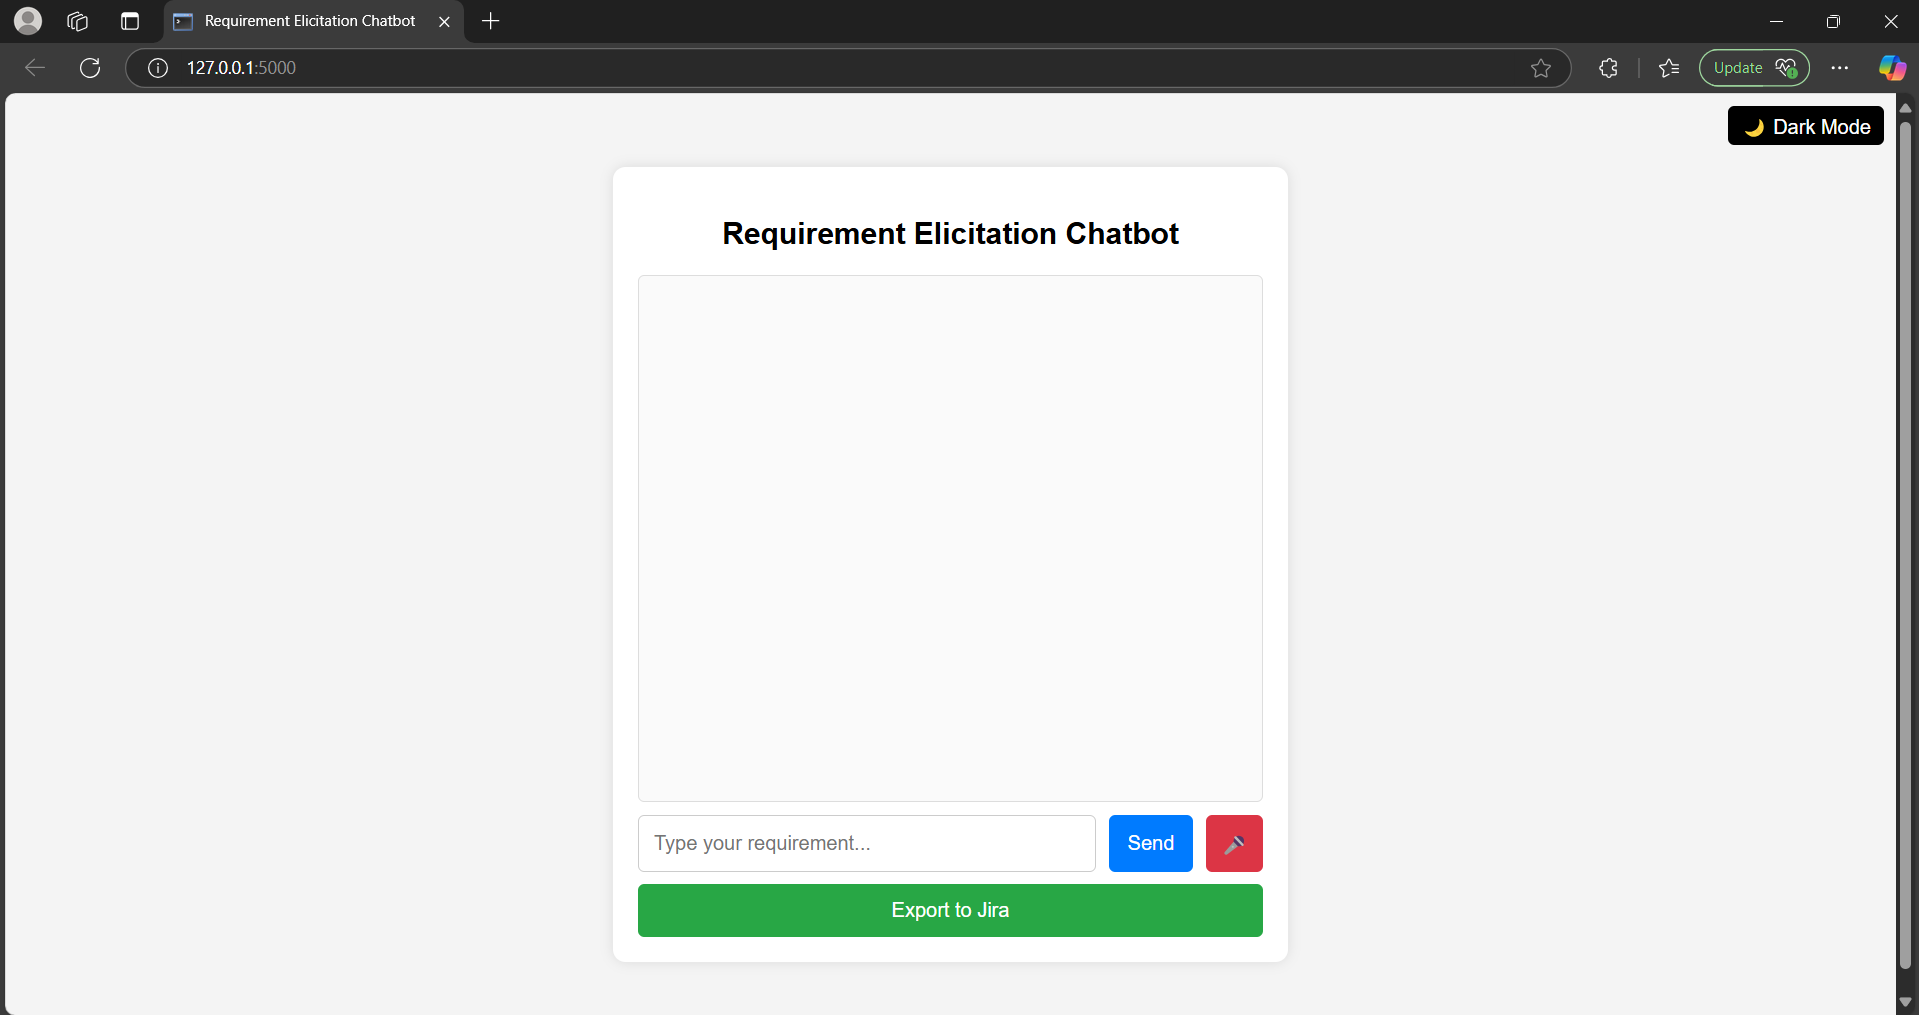 Requirement Elicitation Chatbot
127.0.0.1:5000
Update
🌙 Dark Mode
Requirement Elicitation Chatbot
Type your requirement...
Send
🎤
Export to Jira